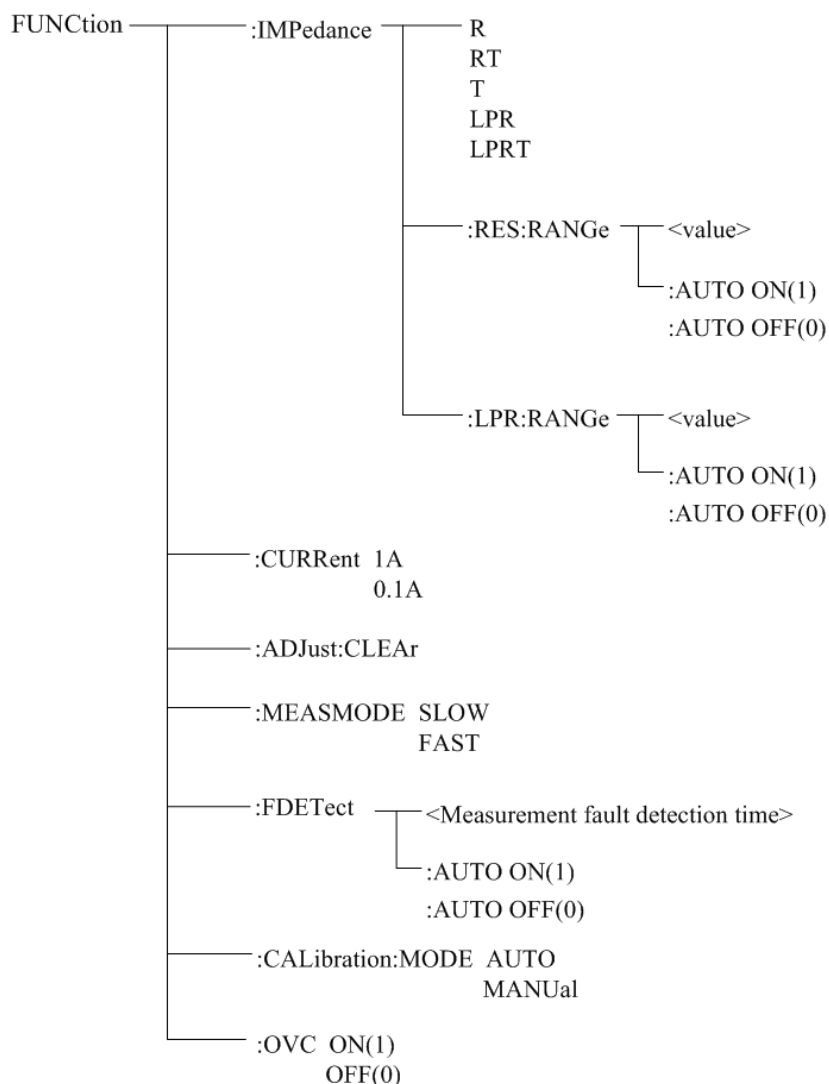 FUNCtion :IMPedance R
RT
T
LPR
LPRT
:RES:RANGe <value>
:AUTO ON(1)
:AUTO OFF(0)
:LPR:RANGe <value>
:AUTO ON(1)
:AUTO OFF(0)
:CURRent 1A
0.1A
:ADJust:CLEAr
:MEASMODE SLOW
FAST
:FDETect <Measurement fault detection time>
:AUTO ON(1)
:AUTO OFF(0)
:CALibration:MODE AUTO
MANUal
:OVC ON(1)
OFF(0)